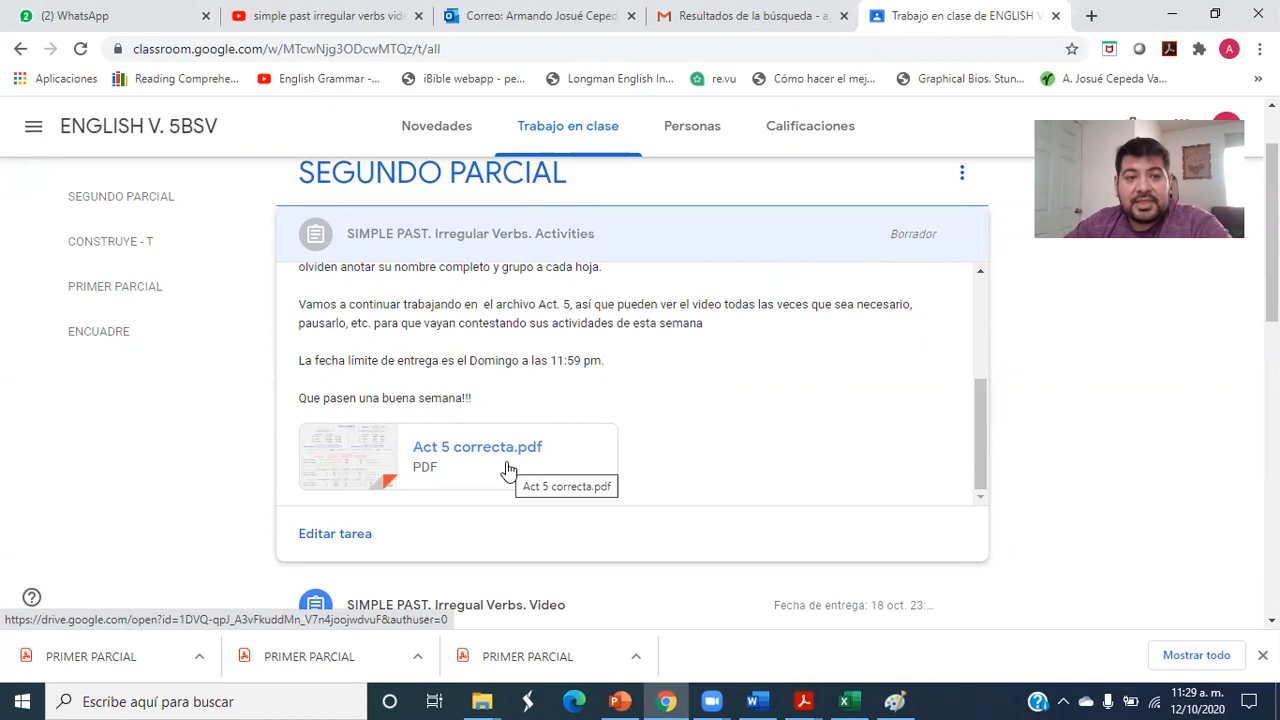 (2) WhatsApp
simple past irregular verbs vide
Correo: Armando Josué Cepeda
Resultados de la búsqueda - a
Trabajo en clase de ENGLISH V.
classroom.google.com/w/MTcwNjg3ODcwMTQz/t/all
A
Aplicaciones
Reading Comprehe...
English Grammar -...
iBible webapp - pe...
Longman English In...
re.vu
Cómo hacer el mej...
Graphical Bios. Stun...
A. Josué Cepeda Va...
»
ENGLISH V. 5BSV
Novedades
Trabajo en clase
Personas
Calificaciones
SEGUNDO PARCIAL
CONSTRUYE - T
PRIMER PARCIAL
ENCUADRE
SEGUNDO PARCIAL
SIMPLE PAST. Irregular Verbs. Activities
Borrador
olviden anotar su nombre completo y grupo a cada hoja.
Vamos a continuar trabajando en el archivo Act. 5, así que pueden ver el video todas las veces que sea necesario,
pausarlo, etc. para que vayan contestando sus actividades de esta semana
La fecha límite de entrega es el Domingo a las 11:59 pm.
Que pasen una buena semana!!!
Act 5 correcta.pdf
PDF
Act 5 correcta.pdf
Editar tarea
SIMPLE PAST. Irregual Verbs. Video
Fecha de entrega: 18 oct. 23:...
https://drive.google.com/open?id=1DVQ-qpJ_A3vFkuddMn_V7n4joojwdvuF&authuser=0
PRIMER PARCIAL
PRIMER PARCIAL
PRIMER PARCIAL
Mostrar todo
Escribe aquí para buscar
11:29 a. m.
12/10/2020